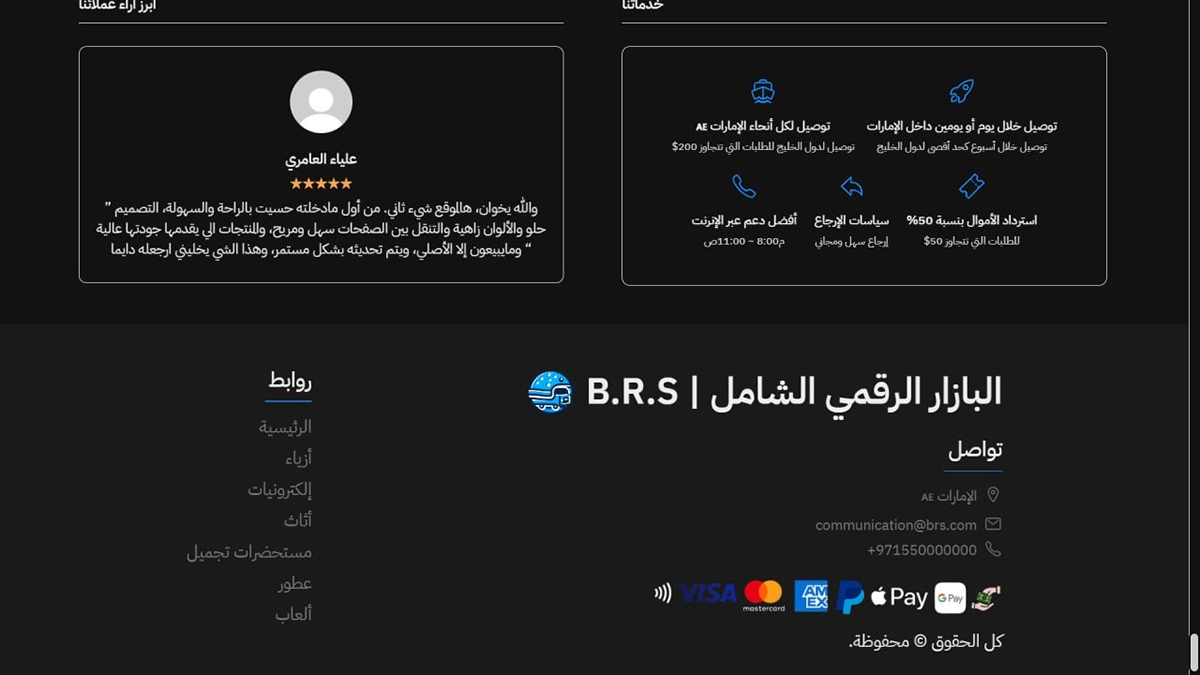 خدماتنا
توصيل خلال يوم أو يومين داخل الإمارات
توصيل خلال أسبوع كحد أقصى لدول الخليج
توصيل لكل أنحاء الإمارات AE
توصيل لدول الخليج للطلبات التي تتجاوز 200$
استرداد الأموال بنسبة 50%
للطلبات التي تتجاوز 50$
سياسات الإرجاع
إرجاع سهل ومجاني
أفضل دعم عبر الإنترنت
8:00م – 11:00ص
أبرز آراء عملائنا
علياء العامري
" والله يخوان، هالموقع شيء ثاني. من أول مادخلته حسيت بالراحة والسهولة، التصميم
حلو والألوان زاهية والتنقل بين الصفحات سهل ومريح، والمنتجات الي يقدمها جودتها عالية
ومايبيعون إلا الأصلي، ويتم تحديثه بشكل مستمر، وهذا الشي يخليني ارجعله دايما "
البازار الرقمي الشامل | B.R.S
تواصل
الإمارات AE
communication@brs.com
+971550000000
VISA
mastercard
AM
EX
Pay
G Pay
كل الحقوق © محفوظة.
روابط
الرئيسية
أزياء
إلكترونيات
أثاث
مستحضرات تجميل
عطور
ألعاب